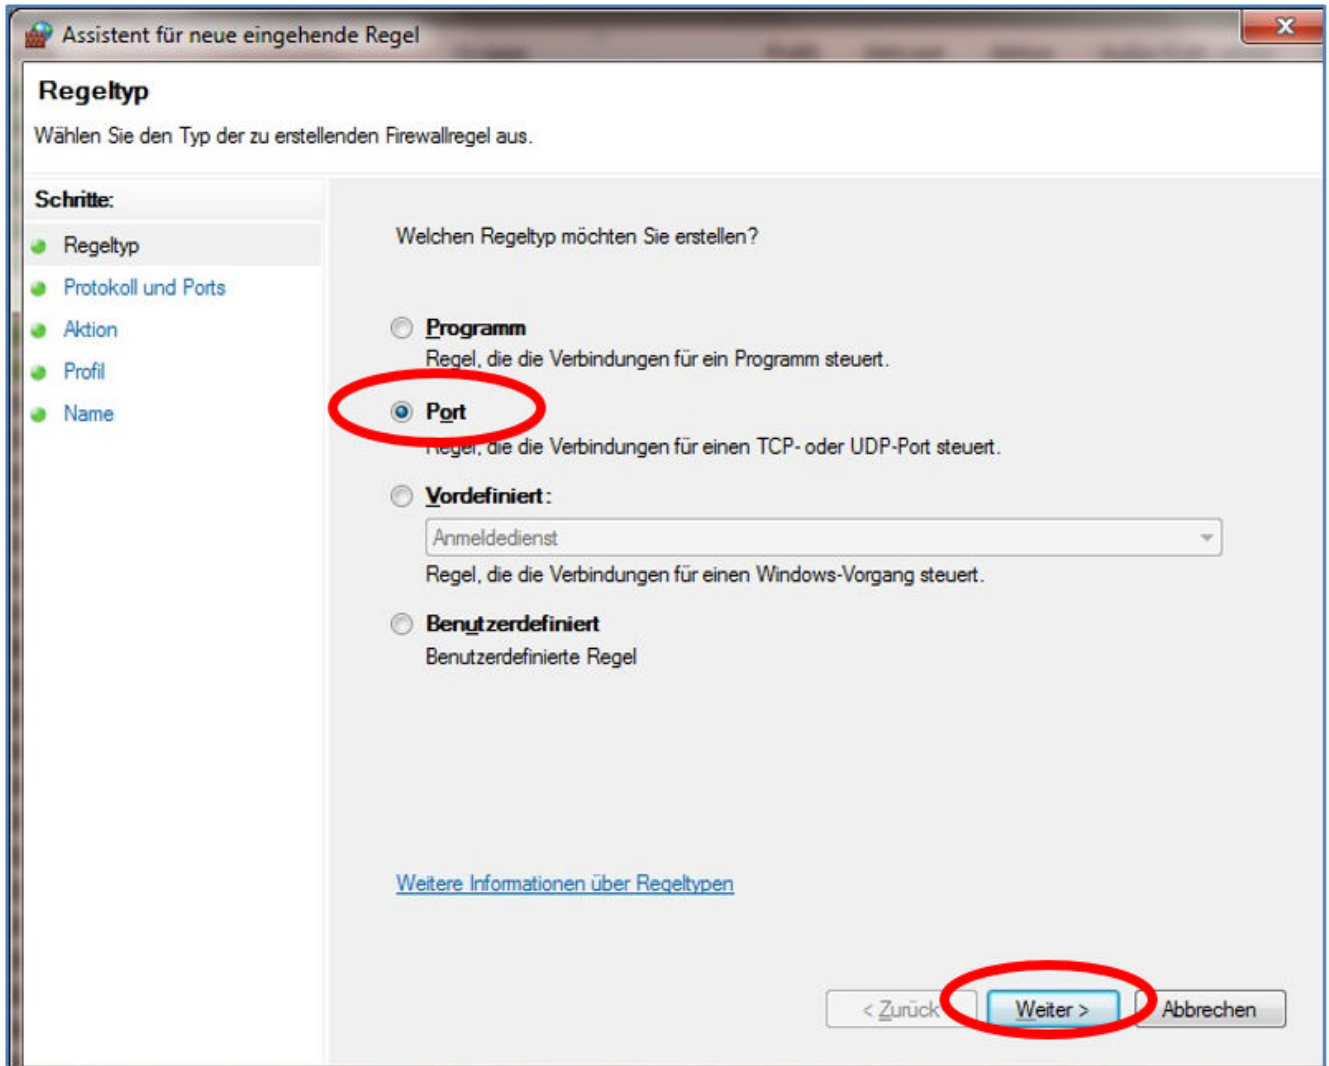 Assistent für neue eingehende Regel
Regeltyp
Wählen Sie den Typ der zu erstellenden Firewallregel aus.
Schritte:
Regeltyp
Protokoll und Ports
Aktion
Profil
Name
Welchen Regeltyp möchten Sie erstellen?
Programm
Regel, die die Verbindungen für ein Programm steuert.
Port
Regel, die die Verbindungen für einen TCP- oder UDP-Port steuert.
Vordefiniert:
Anmeldedienst
Regel, die die Verbindungen für einen Windows-Vorgang steuert.
Benutzerdefiniert
Benutzerdefinierte Regel
Weitere Informationen über Regeltypen
< Zurück
Weiter >
Abbrechen